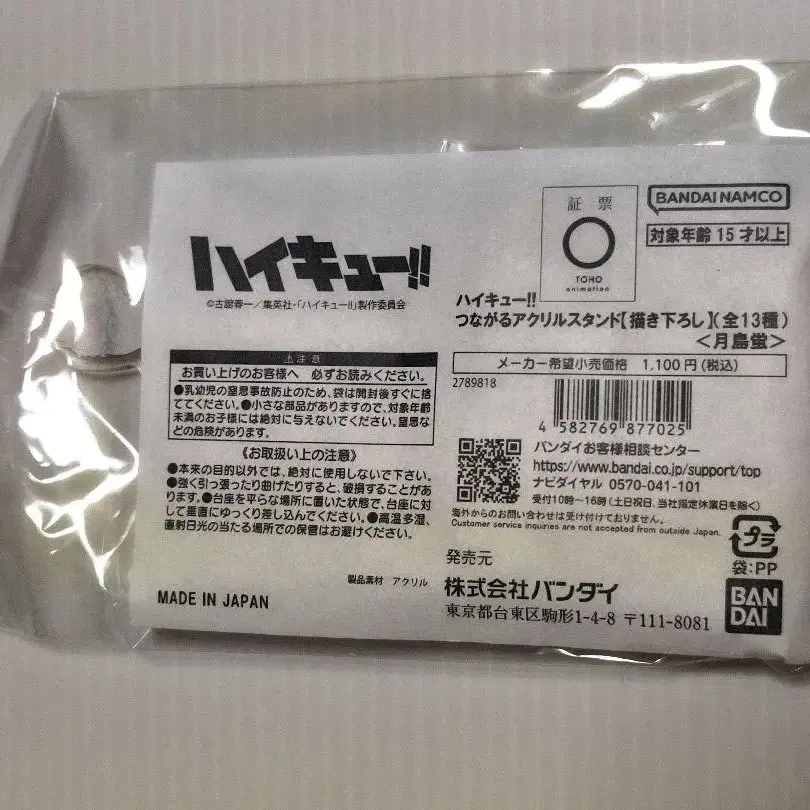 ハイキュー!!
©古舘春一／集英社・「ハイキュー!!」製作委員会
⚠注意
お買い上げのお客様へ 必ずお読みください。
●乳幼児の窒息事故防止のため、袋は開封後すぐに捨
ててください。●小さな部品がありますので、対象年齢
未満のお子様には絶対に与えないでください。窒息な
どの危険があります。
《お取扱い上の注意》
●本来の目的以外では、絶対に使用しないで下さい。
●強く引っ張ったり曲げたりすると、破損することがあ
ります。●台座を平らな場所に置いた状態で、台座に対
して垂直にゆっくり差し込んでください。●高温多湿、
直射日光の当たる場所での保管はお避けください。
製品素材 アクリル
MADE IN JAPAN
証票
TOHO
animation
BANDAI NAMCO
対象年齢 15才以上
ハイキュー!!
つながるアクリルスタンド【描き下ろし】(全13種)
＜月島蛍＞
メーカー希望小売価格 1,100円(税込)
2789818
4 582769 877025
バンダイお客様相談センター
https://www.bandai.co.jp/support/top
ナビダイヤル 0570-041-101
受付10時～16時(土日祝日、当社指定休業日を除く)
海外からのお問い合わせは受け付けておりません。
Customer service inquiries are not accepted from outside Japan.
プラ
袋:PP
発売元
株式会社バンダイ
東京都台東区駒形1-4-8 〒111-8081
BAN
DAI